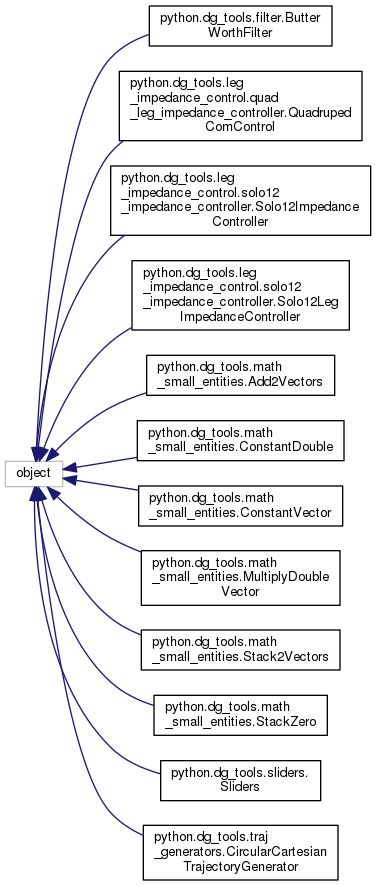 python.dg_tools.filter.Butter
WorthFilter
python.dg_tools.leg
_impedance_control.quad
_leg_impedance_controller.Quadruped
ComControl
python.dg_tools.leg
_impedance_control.solo12
_impedance_controller.Solo12Impedance
Controller
python.dg_tools.leg
_impedance_control.solo12
_impedance_controller.Solo12Leg
ImpedanceController
python.dg_tools.math
_small_entities.Add2Vectors
python.dg_tools.math
_small_entities.ConstantDouble
object
python.dg_tools.math
_small_entities.ConstantVector
python.dg_tools.math
_small_entities.MultiplyDouble
Vector
python.dg_tools.math
_small_entities.Stack2Vectors
python.dg_tools.math
_small_entities.StackZero
python.dg_tools.sliders.
Sliders
python.dg_tools.traj
_generators.CircularCartesian
TrajectoryGenerator